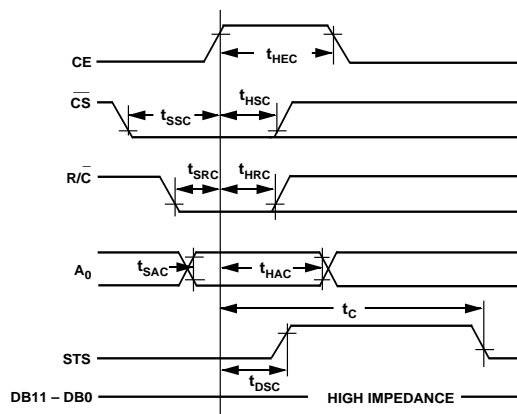 CE
tHEC
CS
tSSC
tHSC
R/C
tSRC
tHRC
A0
tSAC
tHAC
tC
STS
tDSC
DB11 – DB0
HIGH IMPEDANCE